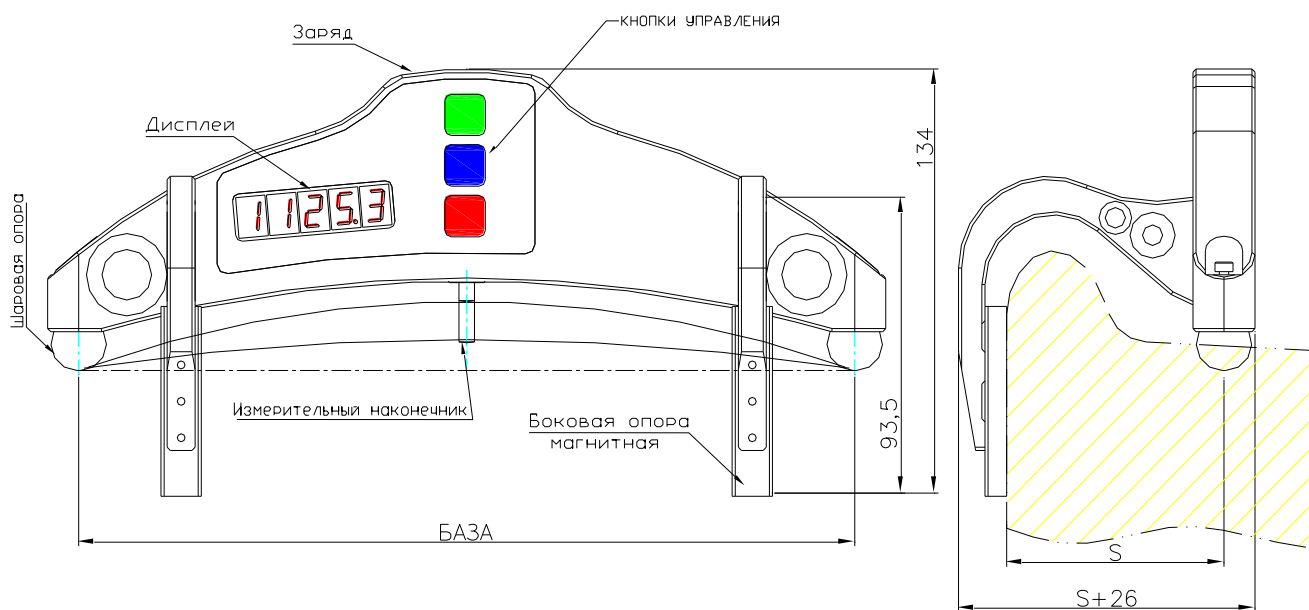 КНОПКИ УПРАВЛЕНИЯ
Заряд
Дисплей
1125.3
Шаровая опора
134
93,5
Измерительный наконечник
Боковая опора
магнитная
БАЗА
S
S+26